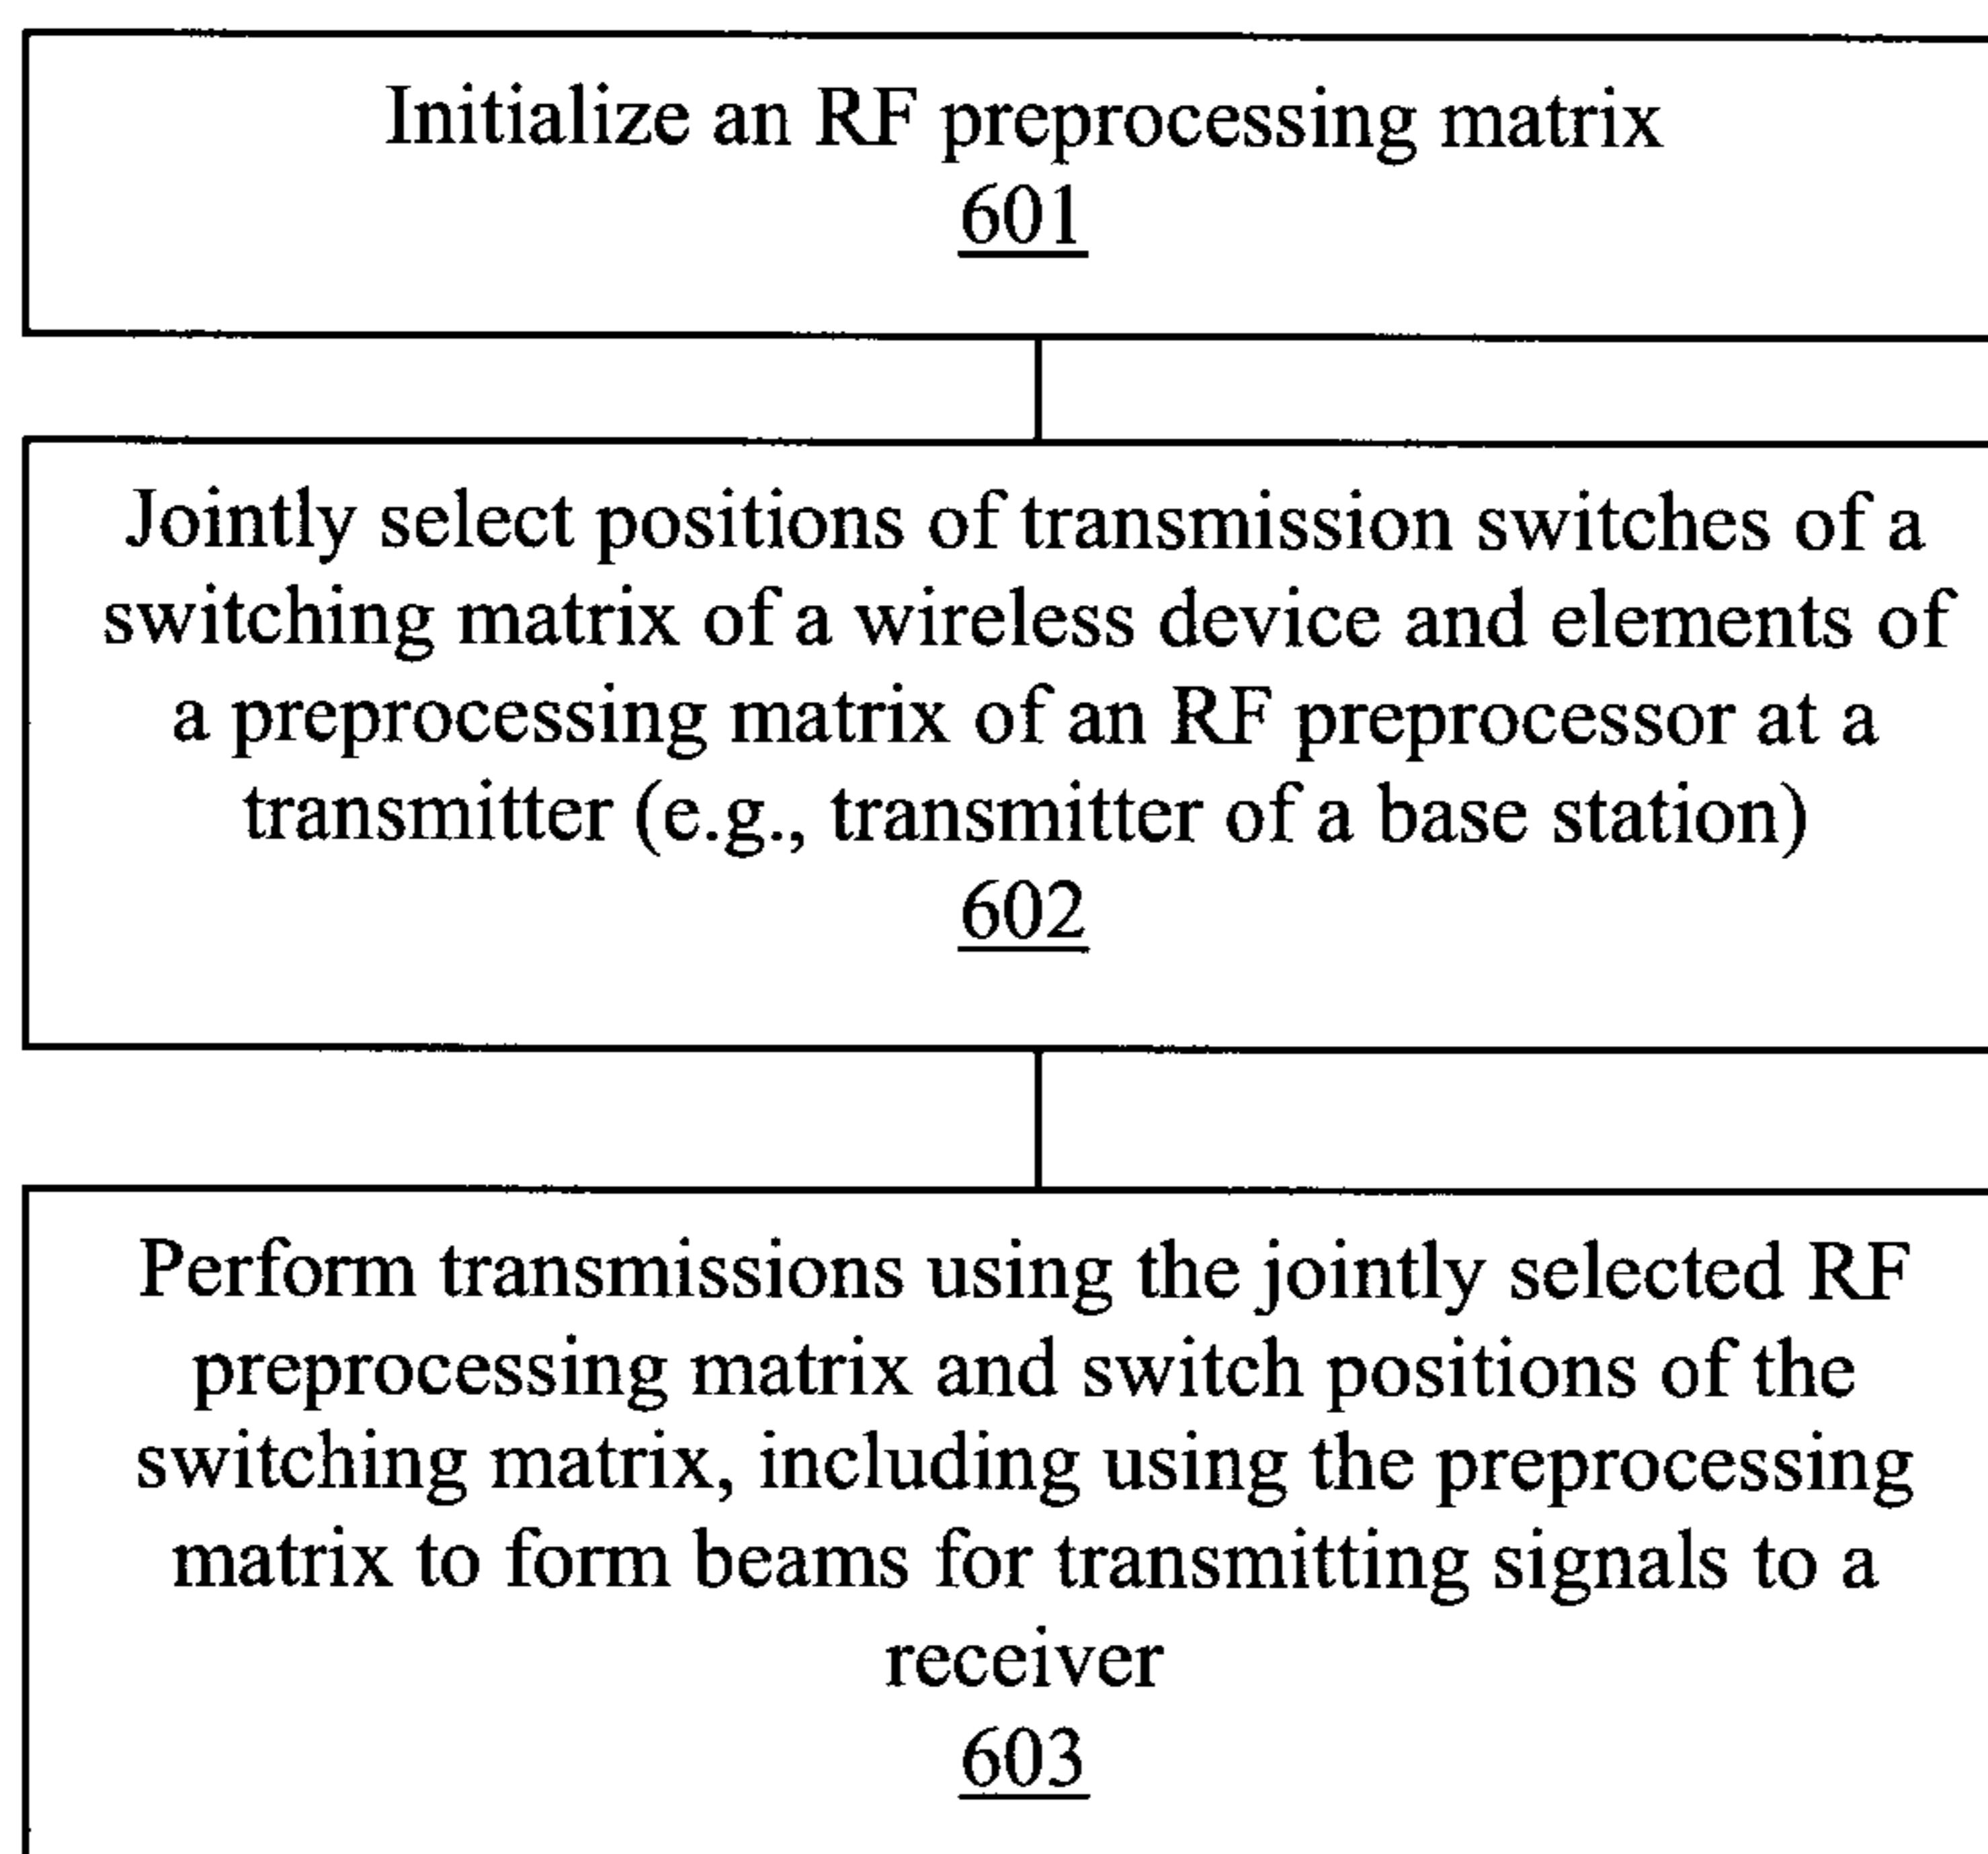 Initialize an RF preprocessing matrix
601
Jointly select positions of transmission switches of a
switching matrix of a wireless device and elements of
a preprocessing matrix of an RF preprocessor at a
transmitter (e.g., transmitter of a base station)
602
Perform transmissions using the jointly selected RF
preprocessing matrix and switch positions of the
switching matrix, including using the preprocessing
matrix to form beams for transmitting signals to a
receiver
603